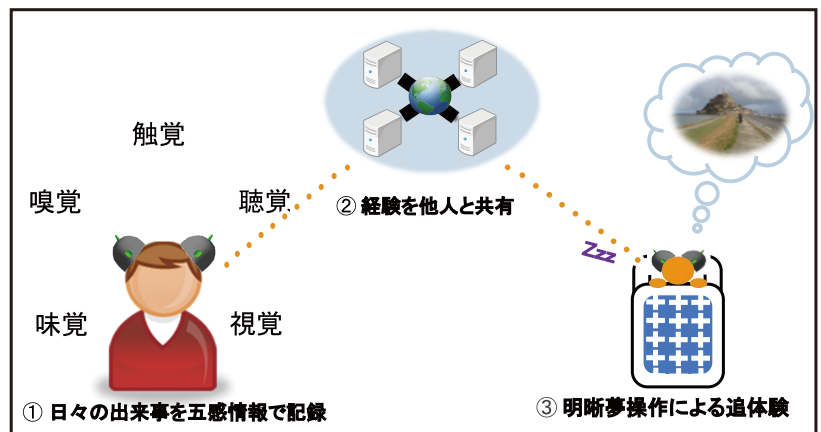 触覚
嗅覚
聴覚
味覚
視覚
① 日々の出来事を五感情報で記録
② 経験を他人と共有
Zzz
③ 明晰夢操作による追体験